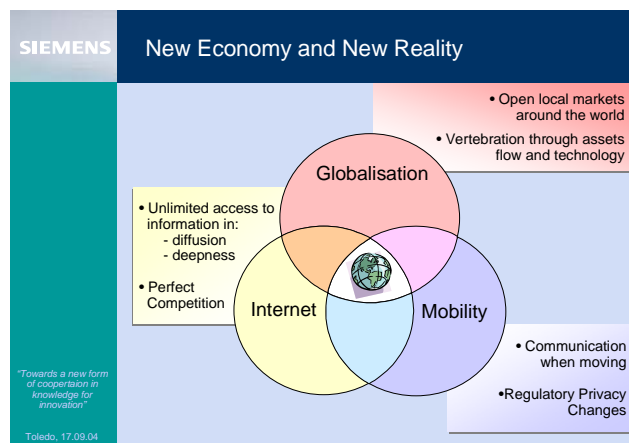 SIEMENS
New Economy and New Reality
• Open local markets
around the world
• Vertebration through assets
flow and technology
Globalisation
• Unlimited access to
information in:
- diffusion
- deepness
• Perfect
Competition
Internet
Mobility
• Communication
when moving
•Regulatory Privacy
Changes
"Towards a new form
of coopertaion in
knowledge for
innovation"
Toledo, 17.09.04